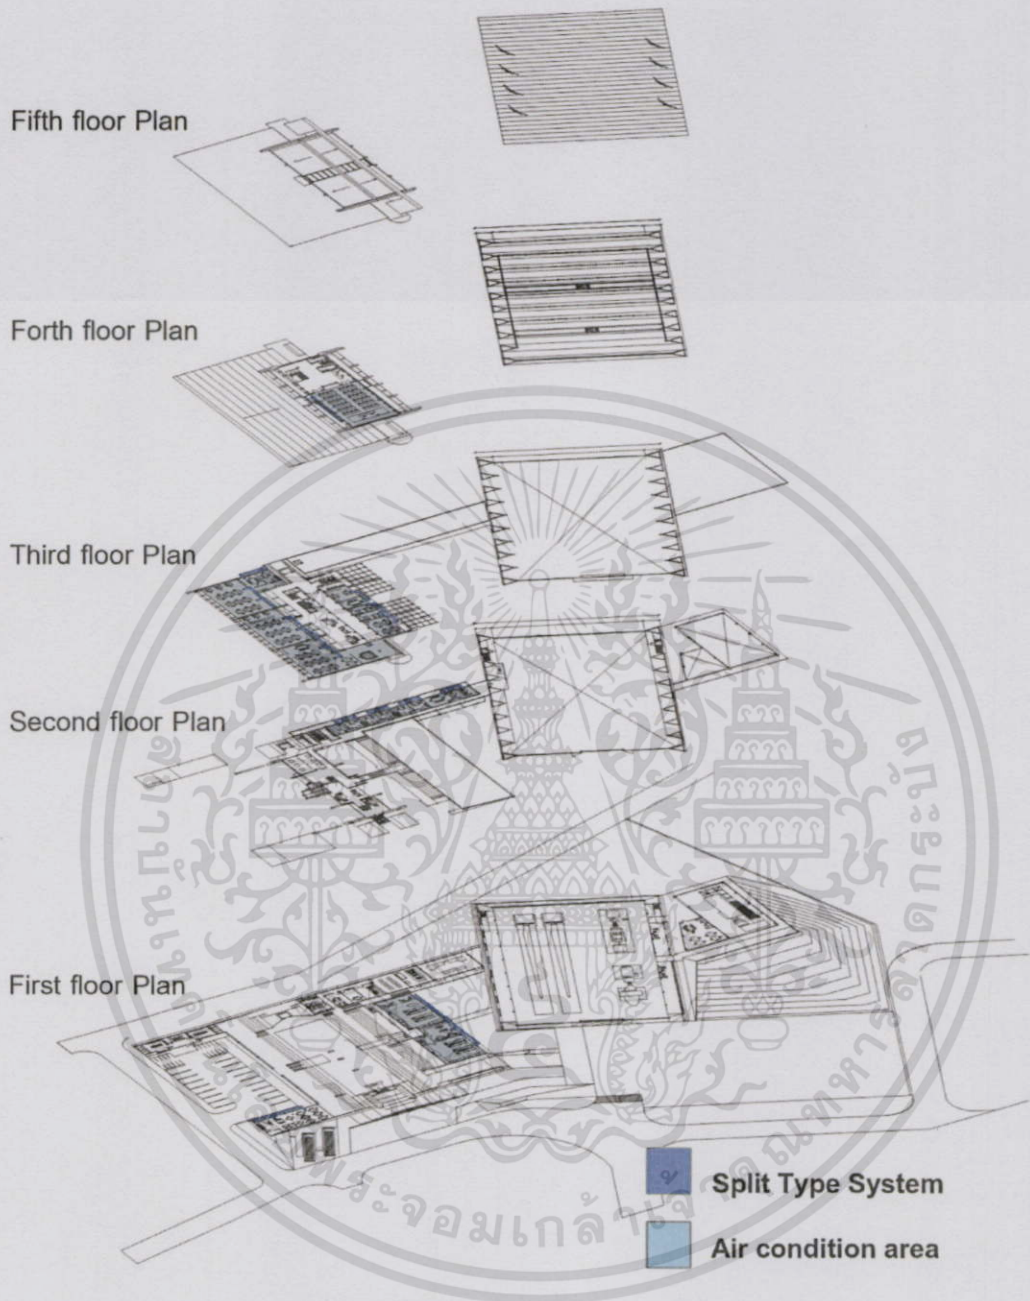 Fifth floor Plan
Forth floor Plan
Third floor Plan
Second floor Plan
First floor Plan
Split Type System
Air condition area